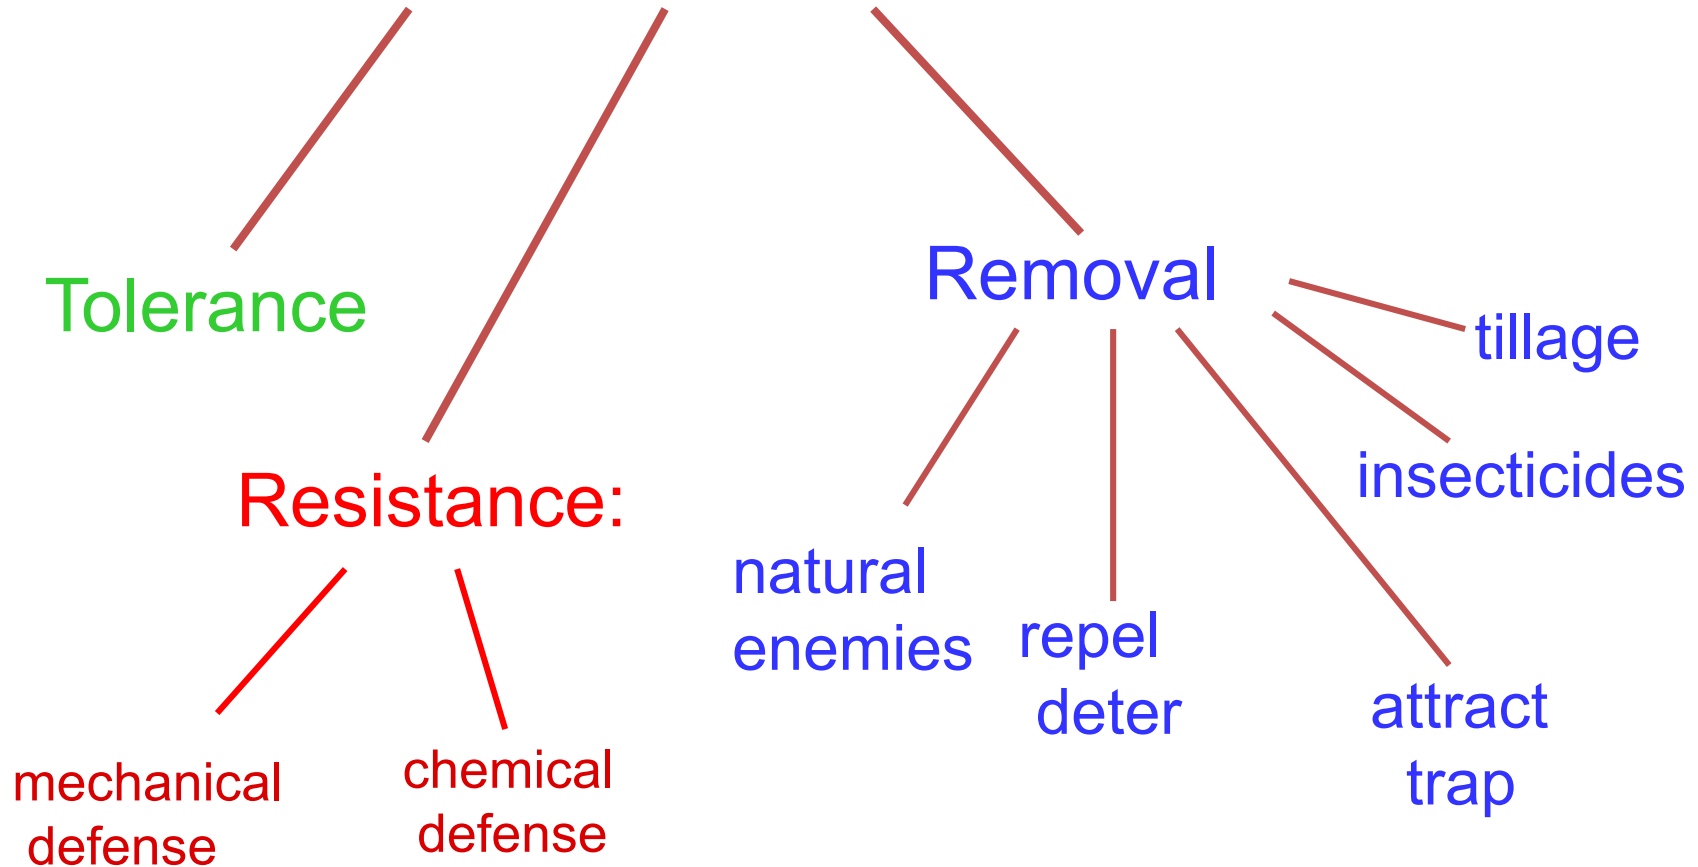 Tolerance
Removal
tillage
insecticides
Resistance:
natural
enemies
repel
deter
attract
trap
mechanical
defense
chemical
defense